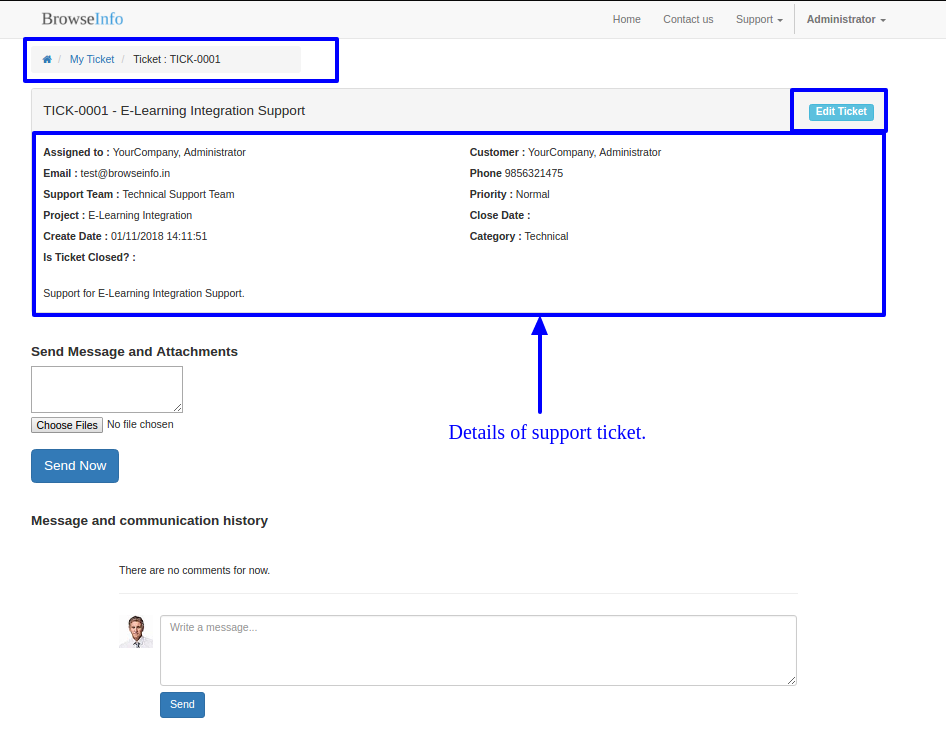 BrowseInfo Home Contact us Support Administrator
/ My Ticket / Ticket : TICK-0001
TICK-0001 - E-Learning Integration Support Edit Ticket
Assigned to : YourCompany, Administrator Customer : YourCompany, Administrator
Email : test@browseinfo.in Phone 9856321475
Support Team : Technical Support Team Priority : Normal
Project : E-Learning Integration Close Date :
Create Date : 01/11/2018 14:11:51 Category : Technical
Is Ticket Closed? :
Support for E-Learning Integration Support.
Send Message and Attachments
Choose Files No file chosen
Details of support ticket.
Send Now
Message and communication history
There are no comments for now.
Write a message...
Send